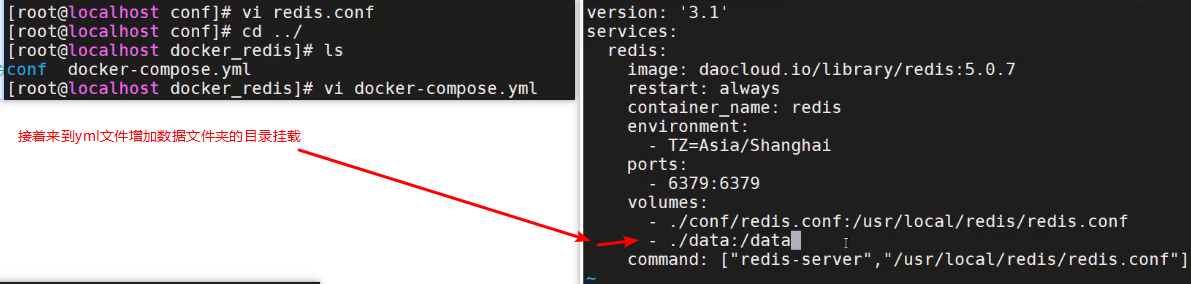 [root@localhost conf]# vi redis.conf
[root@localhost conf]# cd ../
[root@localhost docker_redis]# ls
conf  docker-compose.yml
[root@localhost docker_redis]# vi docker-compose.yml
接着来到yml文件增加数据文件夹的目录挂载
version: '3.1'
services:
  redis:
    image: daocloud.io/library/redis:5.0.7
    restart: always
    container_name: redis
    environment:
      - TZ=Asia/Shanghai
    ports:
      - 6379:6379
    volumes:
      - ./conf/redis.conf:/usr/local/redis/redis.conf
      - ./data:/data
    command: ["redis-server","/usr/local/redis/redis.conf"]
~